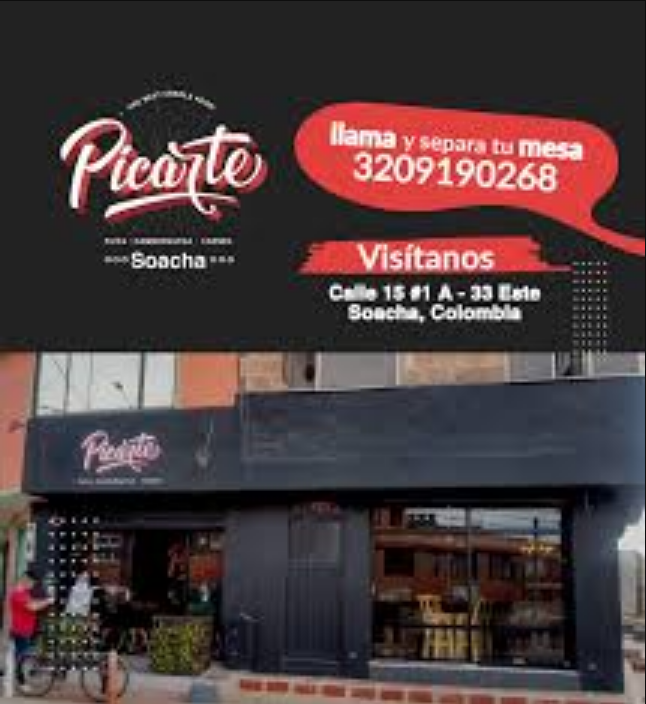 Picarte
Soacha
llama y separa tu mesa
3209190268
Visítanos
Calle 15 #1 A - 33 Este
Soacha, Colombia
Picarte